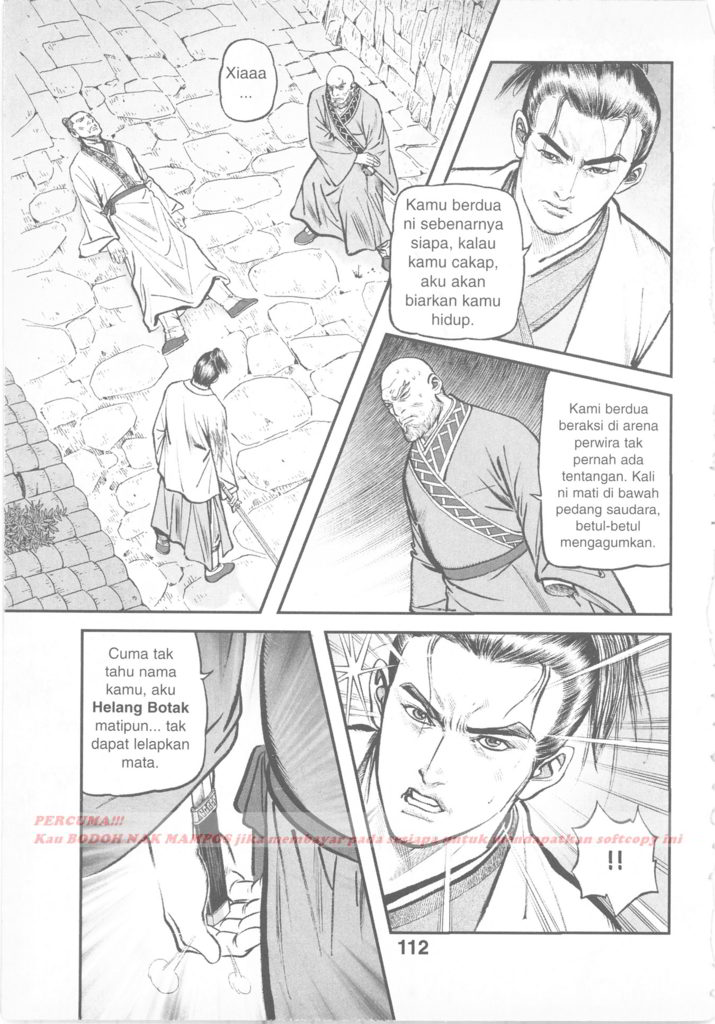 Xiaaa
...
Kamu berdua
ni sebenarnya
siapa, kalau
kamu cakap,
aku akan
biarkan kamu
hidup.
Kami berdua
beraksi di arena
perwira tak
pernah ada
tentangan. Kali
ni mati di bawah
pedang saudara,
betul-betul
mengagumkan.
Cuma tak
tahu nama
kamu, aku
Helang Botak
matipun... tak
dapat lelapkan
mata.
!!
PERCUMA!!!
Kau BODOH NAK MAMPOS jika membayar pada sesiapa untuk mendapatkan softcopy ini
112